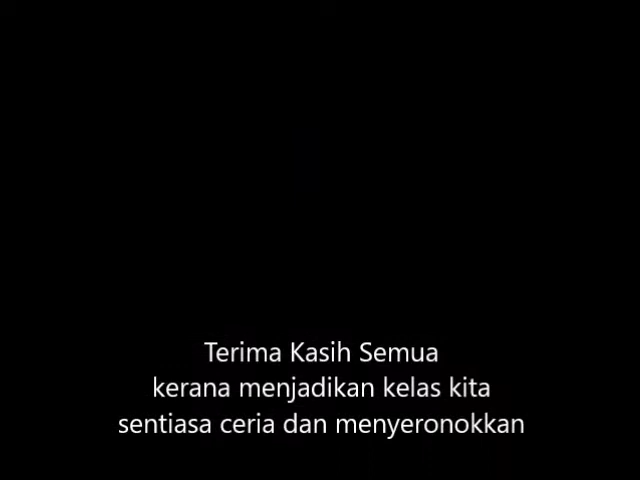 Terima Kasih Semua
kerana menjadikan kelas kita
sentiasa ceria dan menyeronokkan